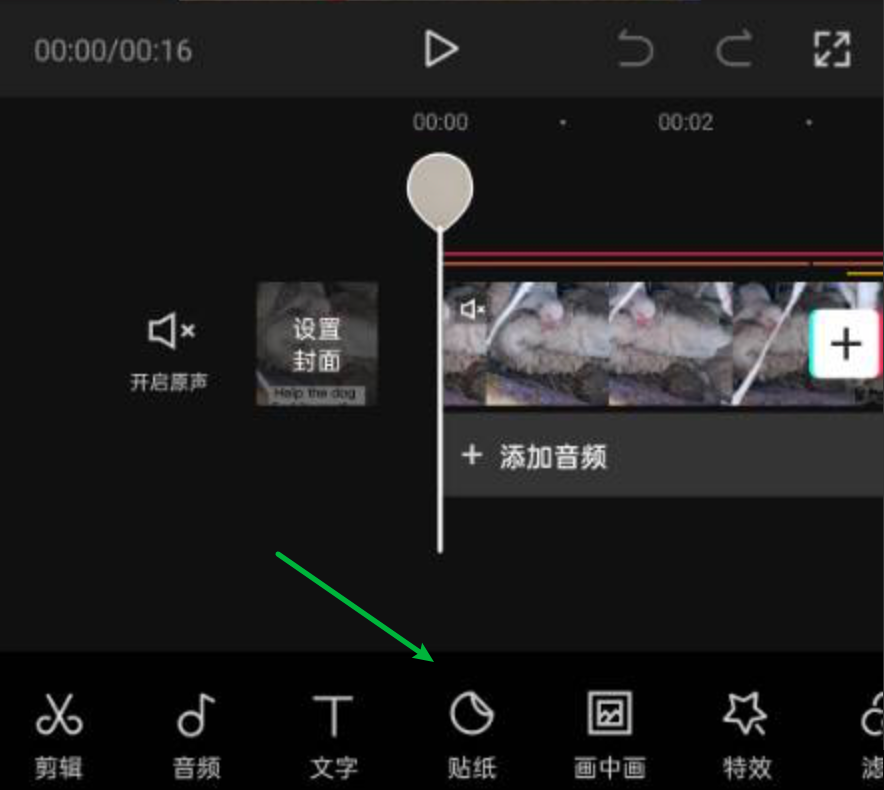 00:00/00:16
00:00
00:02
设置
封面
开启原声
Help the dog
+ 添加音频
剪辑
音频
文字
贴纸
画中画
特效
滤